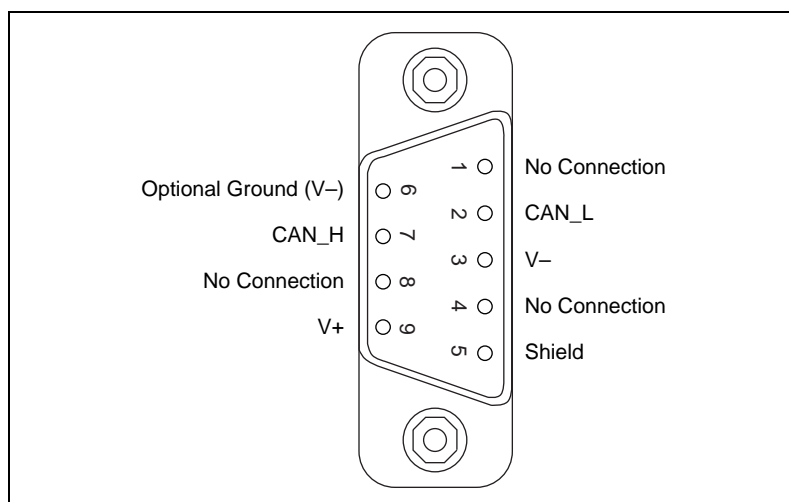 Optional Ground (V–)
CAN_H
No Connection
V+
6
7
8
9
1
2
3
4
5
No Connection
CAN_L
V–
No Connection
Shield